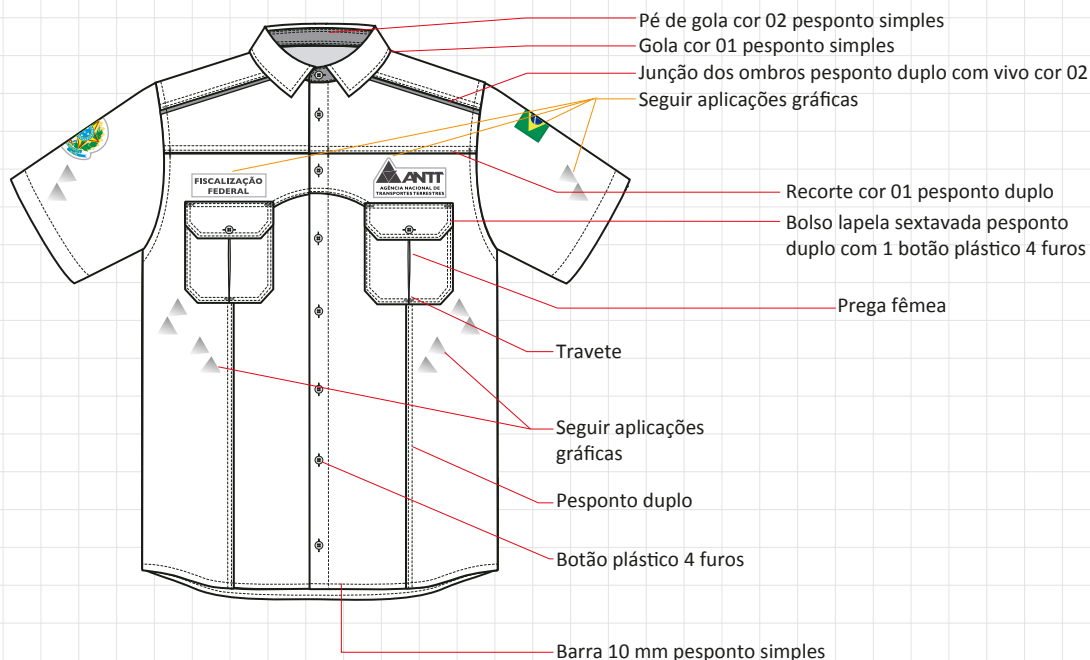 Pé de gola cor 02 pesponto simples
Gola cor 01 pesponto simples
Junção dos ombros pesponto duplo com vivo cor 02
Seguir aplicações gráficas
FISCALIZAÇÃO
FEDERAL
ANTT
AGÊNCIA NACIONAL DE
TRANSPORTES TERRESTRES
Recorte cor 01 pesponto duplo
Bolso lapela sextavada pesponto
duplo com 1 botão plástico 4 furos
Prega fêmea
Travete
Seguir aplicações
gráficas
Pesponto duplo
Botão plástico 4 furos
Barra 10 mm pesponto simples